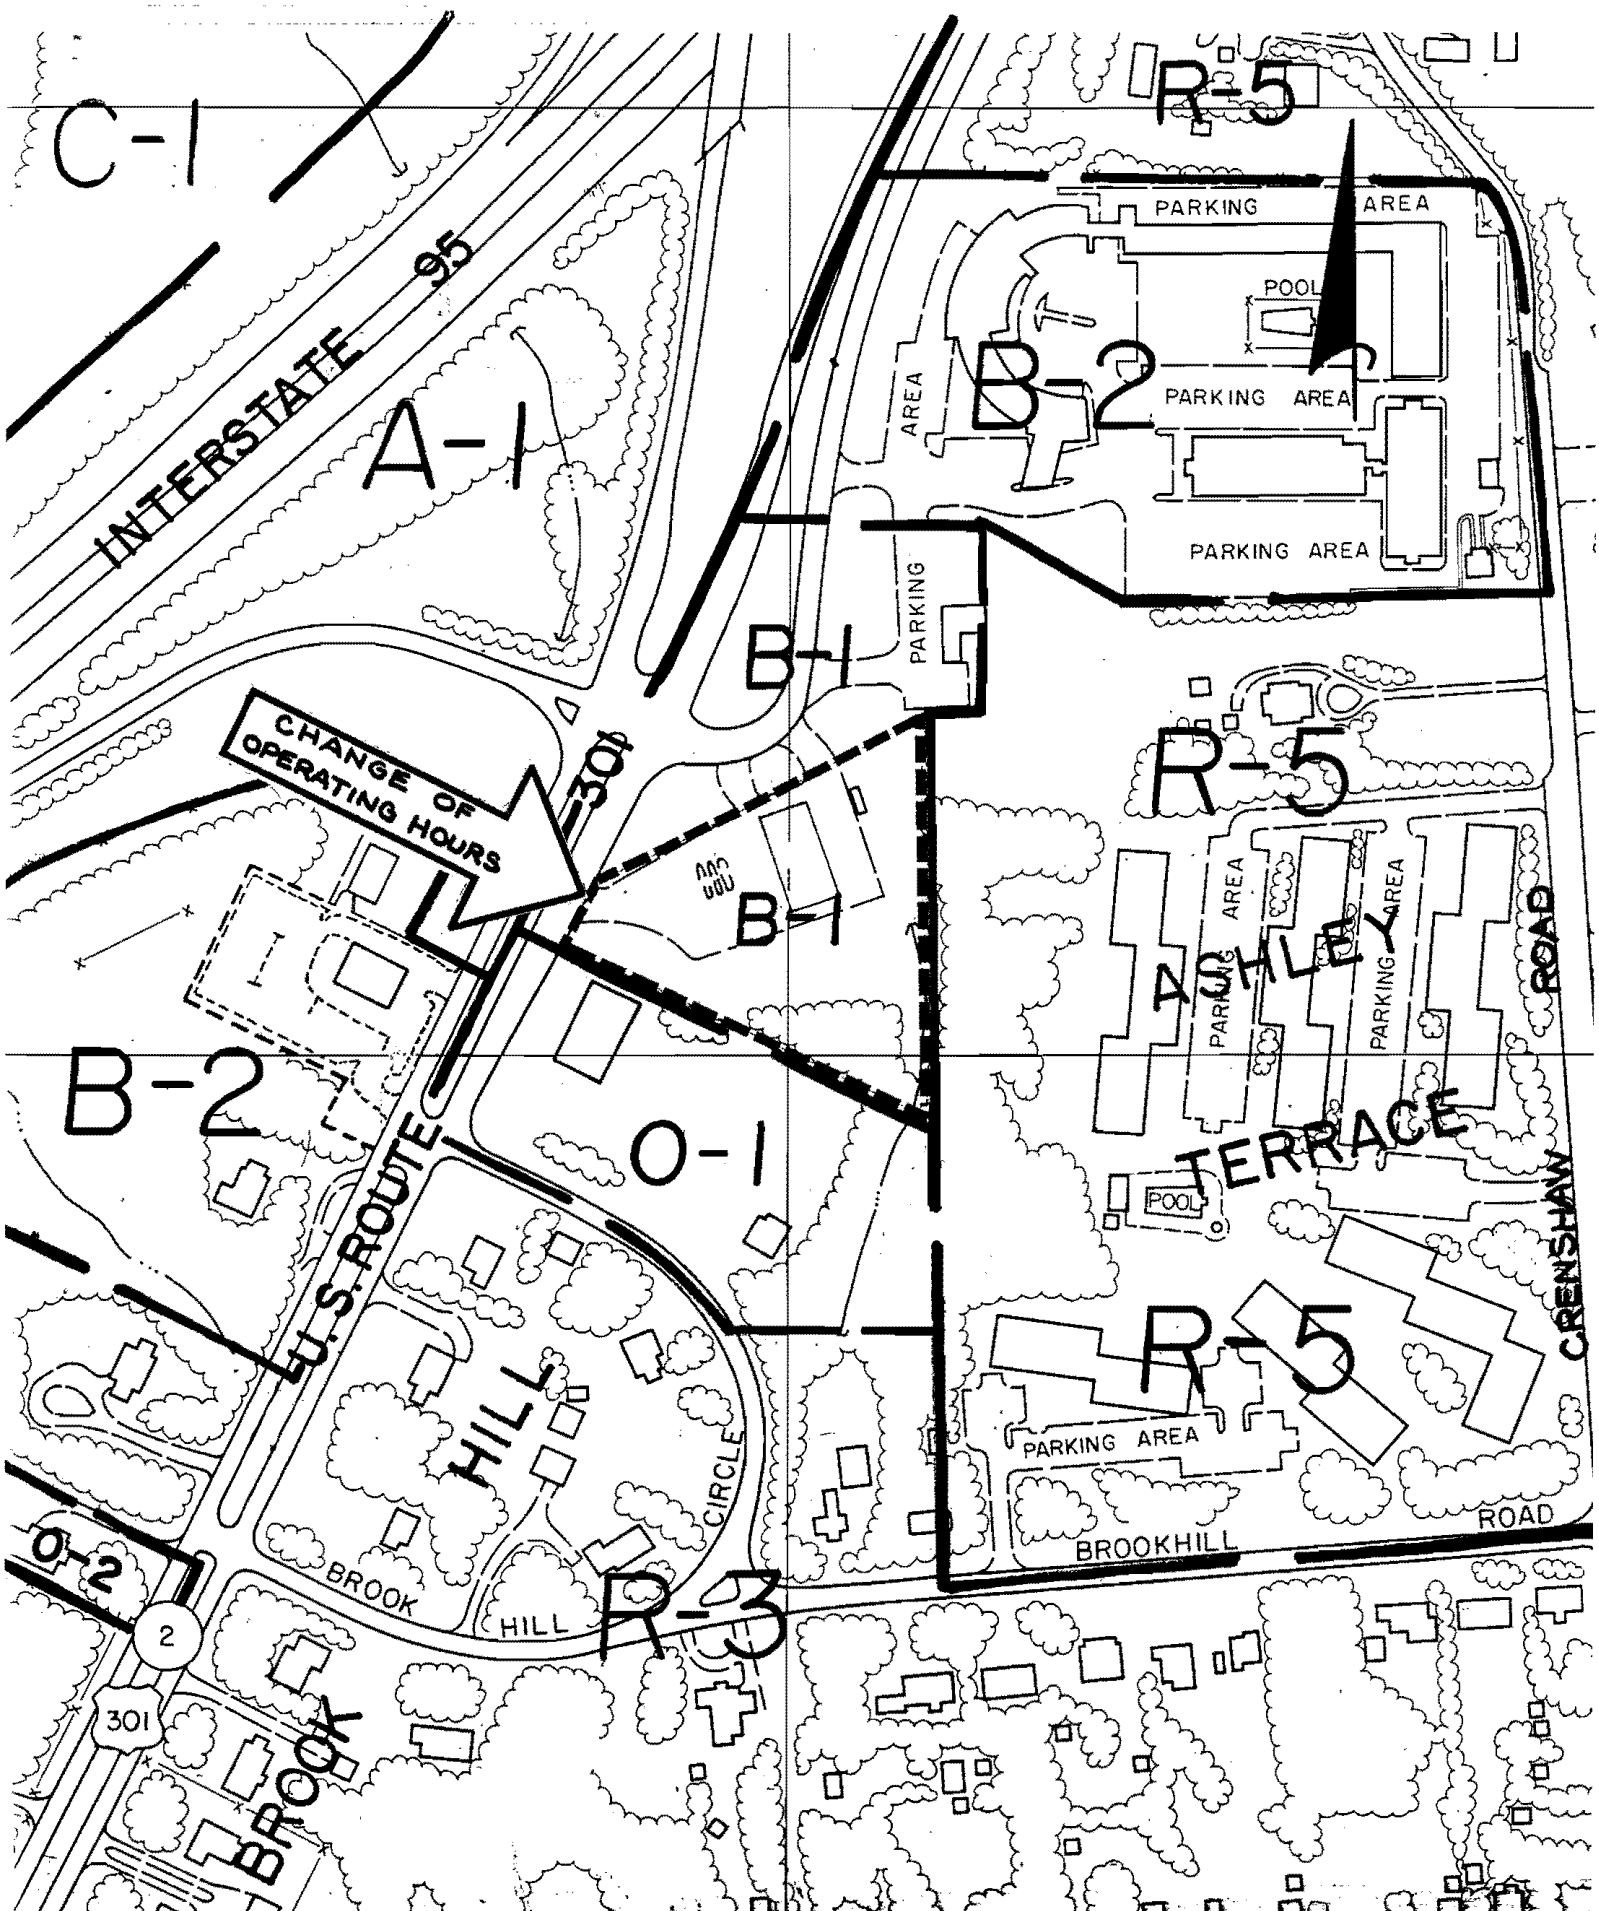 R-5
C-1
PARKING AREA
INTERSTATE 95
POOL
A-1
AREA
B-2
PARKING AREA
PARKING AREA
PARKING
B-1
CHANGE OF
OPERATING HOURS
301
R-5
B-1
PARKING AREA
PARKING AREA
ASHLEY
TERRACE
CRENSHAW ROAD
B-2
O-1
POOL
U.S. ROUTE
R-5
HILL
CIRCLE
PARKING AREA
BROOKHILL ROAD
O-2
BROOK
HILL
R-3
2
301
BROOK